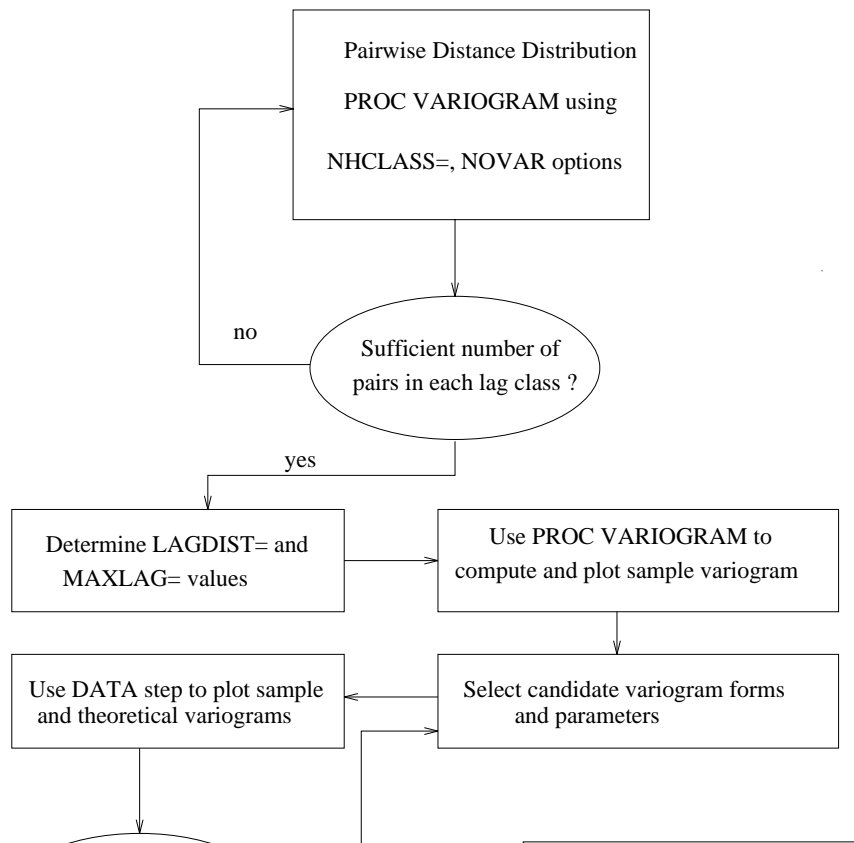 Pairwise Distance Distribution
PROC VARIOGRAM using
NHCLASS=, NOVAR options
no
Sufficient number of
pairs in each lag class ?
yes
Determine LAGDIST= and
MAXLAG= values
Use PROC VARIOGRAM to
compute and plot sample variogram
Use DATA step to plot sample
and theoretical variograms
Select candidate variogram forms
and parameters